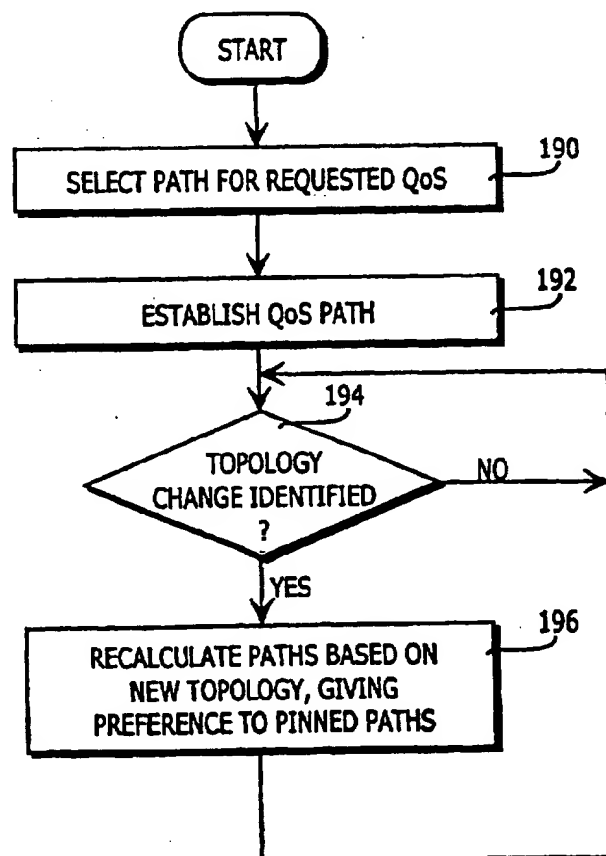 START
190
SELECT PATH FOR REQUESTED QoS
192
ESTABLISH QoS PATH
194
TOPOLOGY
CHANGE IDENTIFIED
?
NO
YES
196
RECALCULATE PATHS BASED ON
NEW TOPOLOGY, GIVING
PREFERENCE TO PINNED PATHS